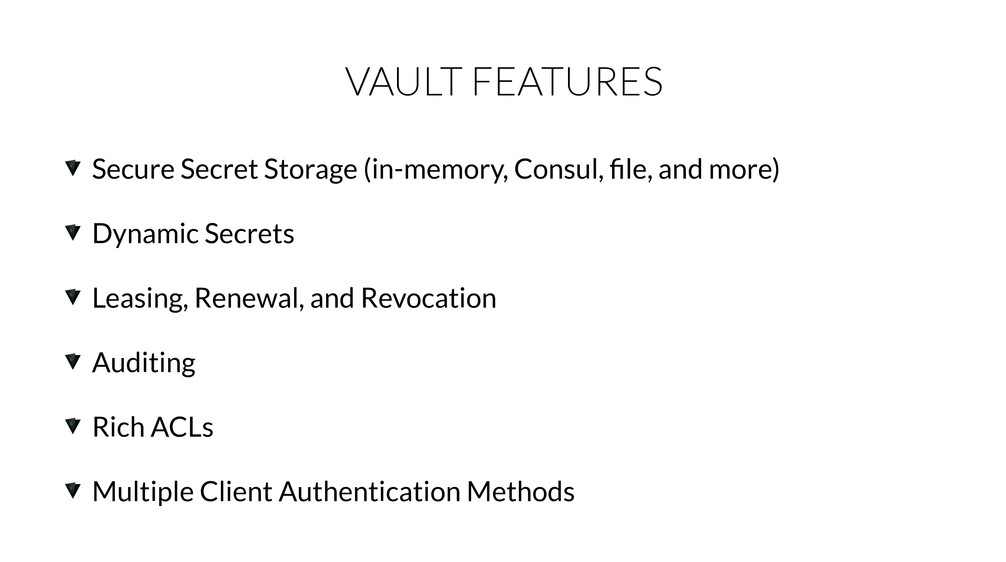 VAULT FEATURES
Secure Secret Storage (in-memory, Consul, file, and more)
Dynamic Secrets
Leasing, Renewal, and Revocation
Auditing
Rich ACLs
Multiple Client Authentication Methods